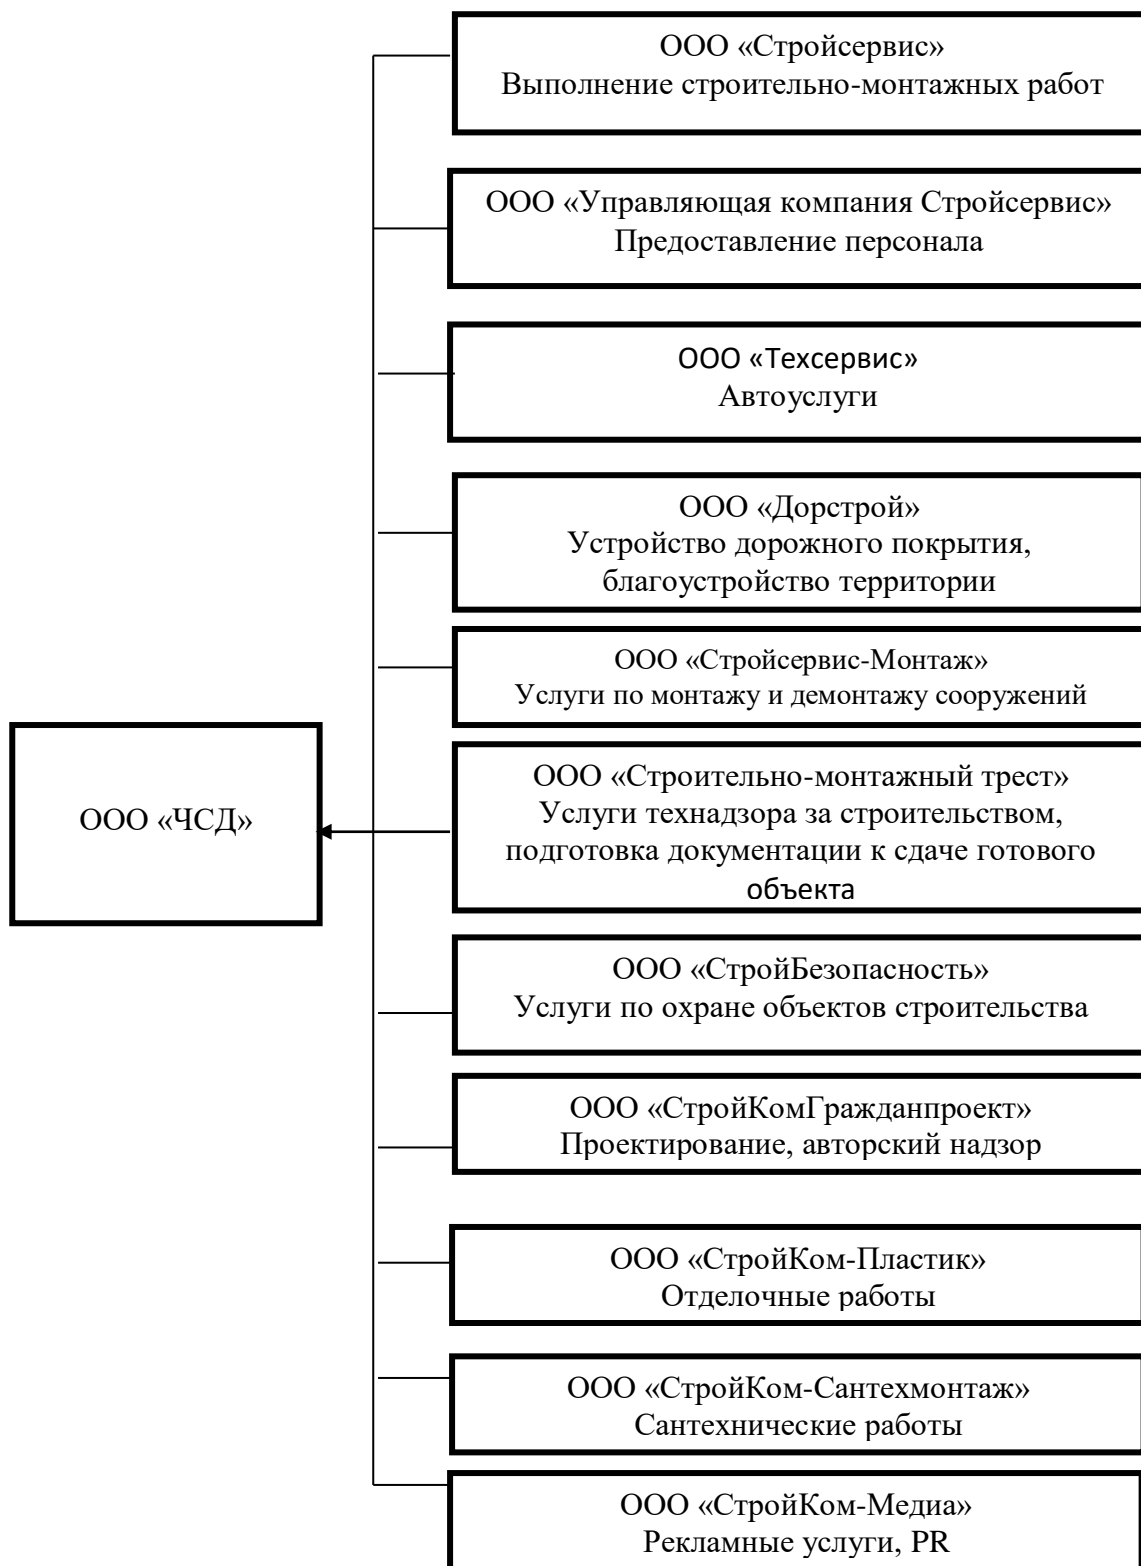 ООО «Стройсервис»
Выполнение строительно-монтажных работ
ООО «Управляющая компания Стройсервис»
Предоставление персонала
ООО «Техсервис»
Автоуслуги
ООО «Дорстрой»
Устройство дорожного покрытия,
благоустройство территории
ООО «Стройсервис-Монтаж»
Услуги по монтажу и демонтажу сооружений
ООО «ЧСД»
ООО «Строительно-монтажный трест»
Услуги технадзора за строительством,
подготовка документации к сдаче готового
объекта
ООО «СтройБезопасность»
Услуги по охране объектов строительства
ООО «СтройКомГражданпроект»
Проектирование, авторский надзор
ООО «СтройКом-Пластик»
Отделочные работы
ООО «СтройКом-Сантехмонтаж»
Сантехнические работы
ООО «СтройКом-Медиа»
Рекламные услуги, PR